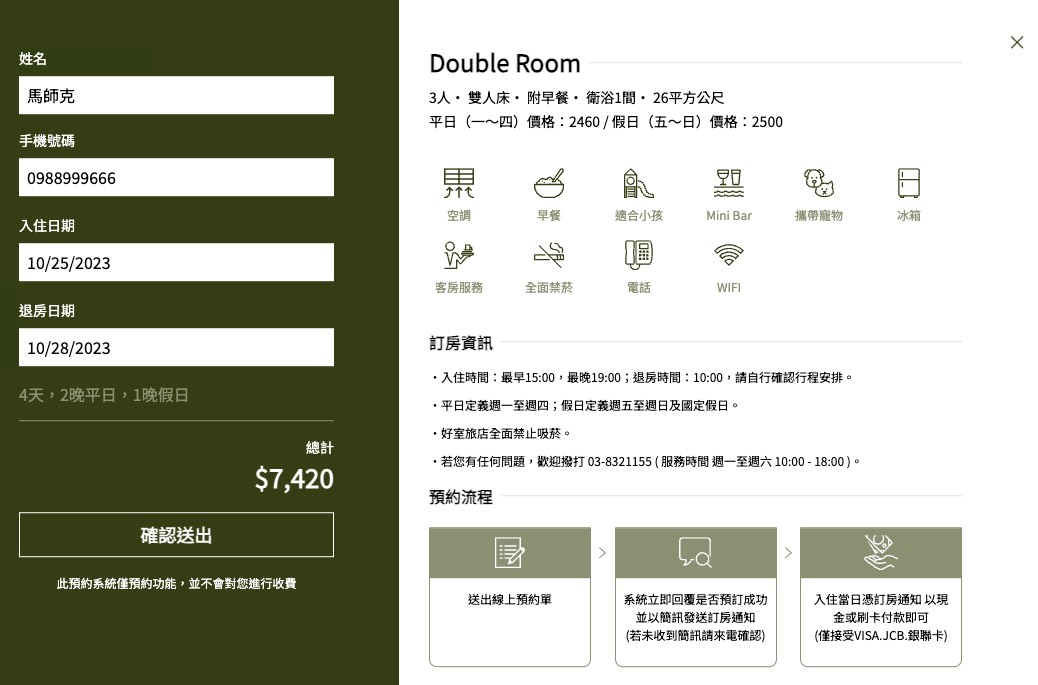 姓名
馬師克
手機號碼
0988999666
入住日期
10/25/2023
退房日期
10/28/2023
4天，2晚平日，1晚假日
總計
$7,420
確認送出
此預約系統僅預約功能，並不會對您進行收費
Double Room
3人・ 雙人床・ 附早餐・ 衛浴1間・ 26平方公尺
平日（一～四）價格：2460 / 假日（五～日）價格：2500
空調
早餐
適合小孩
Mini Bar
攜帶寵物
冰箱
客房服務
全面禁菸
電話
WIFI
訂房資訊
・入住時間：最早15:00，最晚19:00；退房時間：10:00，請自行確認行程安排。
・平日定義週一至週四；假日定義週五至週日及國定假日。
・好室旅店全面禁止吸菸。
・若您有任何問題，歡迎撥打 03-8321155 ( 服務時間 週一至週六 10:00 - 18:00 )。
預約流程
送出線上預約單
系統立即回覆是否預訂成功
並以簡訊發送訂房通知
(若未收到簡訊請來電確認)
入住當日憑訂房通知 以現
金或刷卡付款即可
(僅接受VISA.JCB.銀聯卡)